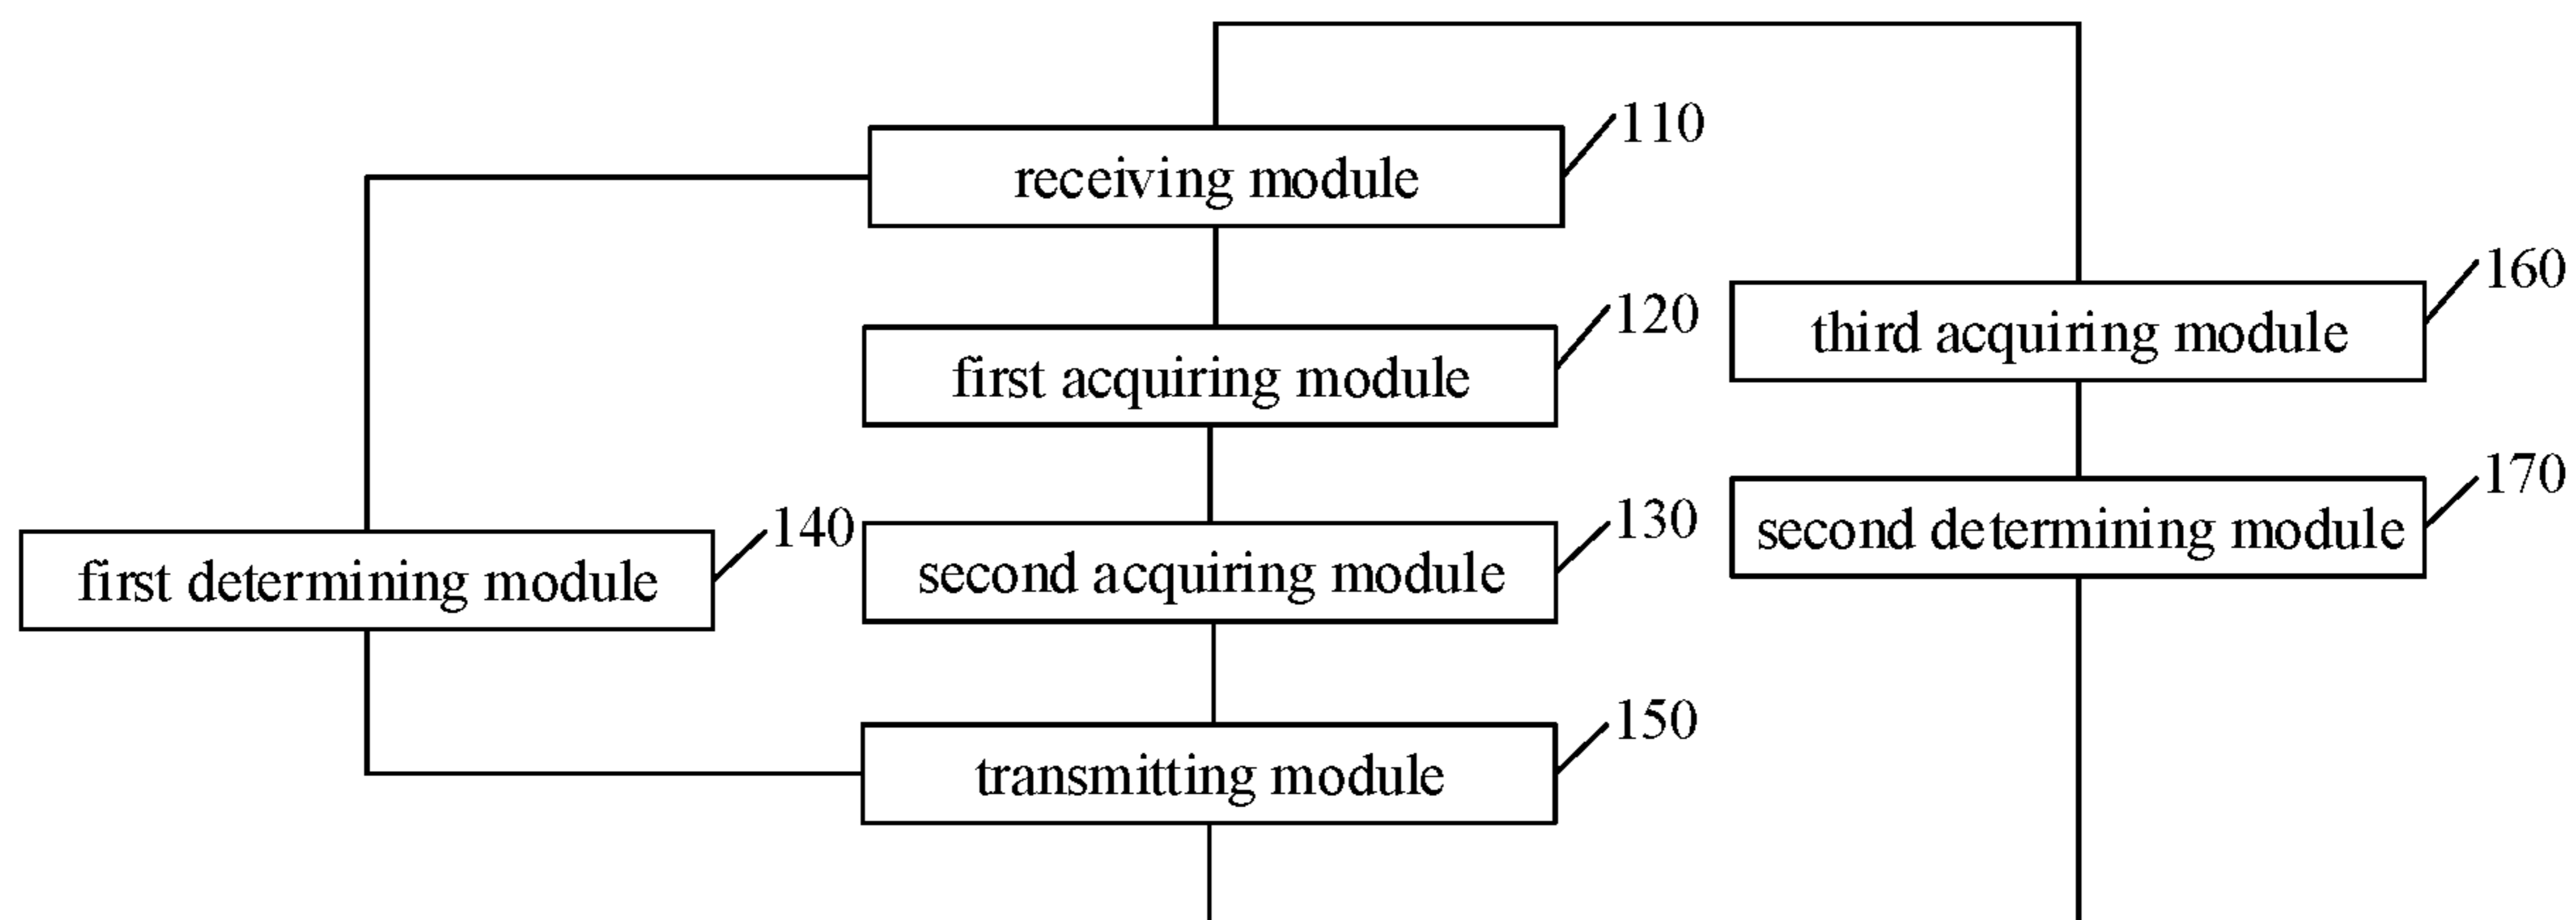 110
receiving module
160
120
third acquiring module
first acquiring module
170
140
130
second determining module
first determining module
second acquiring module
150
transmitting module